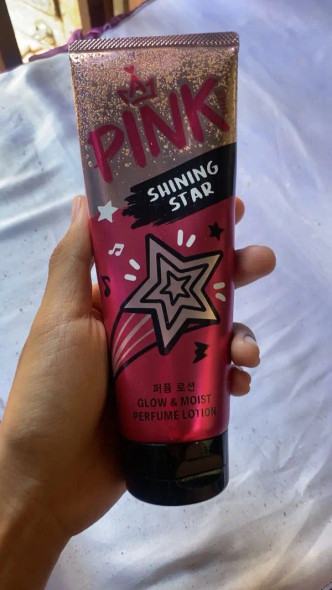 PINK
SHINING
STAR
퍼퓸 로션
GLOW & MOIST
PERFUME LOTION